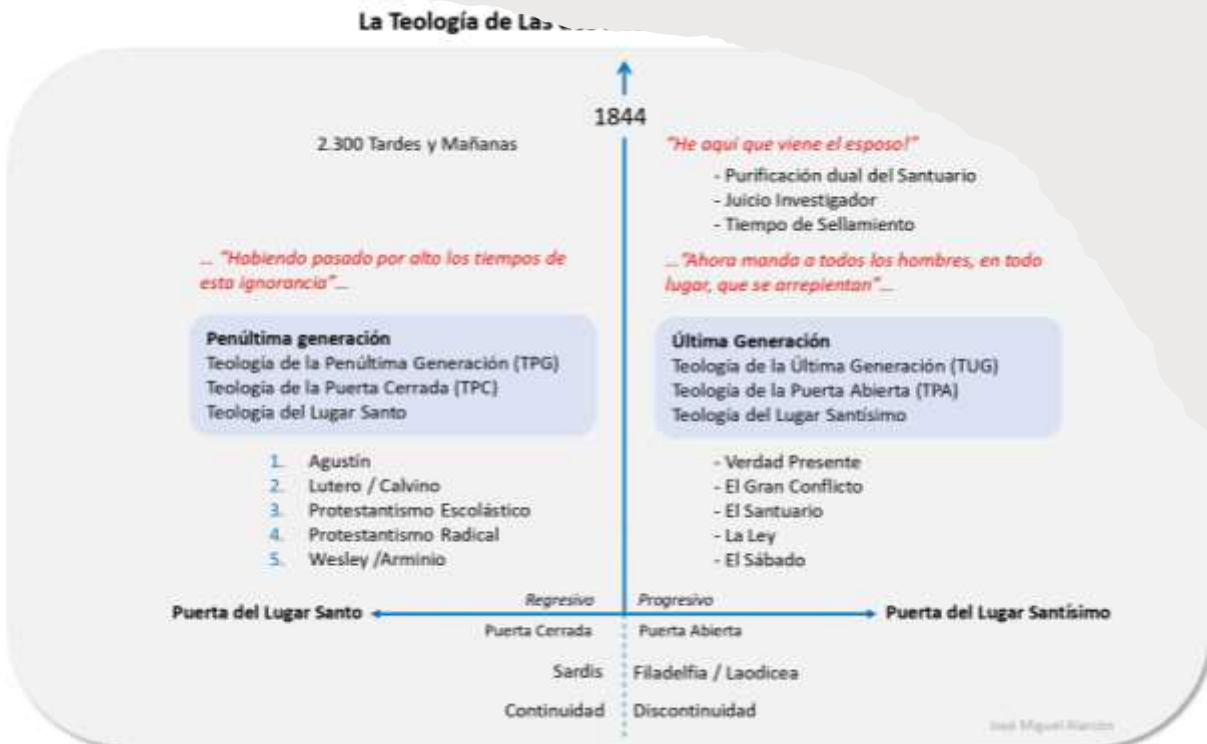 La Teología de Las
1844
2.300 Tardes y Mañanas
"He aquí que viene el esposo!"
- Purificación dual del Santuario
- Juicio Investigador
- Tiempo de Sellamiento
... "Habiendo pasado por alto los tiempos de
esta ignorancia"...
..."Ahora manda a todos los hombres, en todo
lugar, que se arrepientan"...
Penúltima generación
Teología de la Penúltima Generación (TPG)
Teología de la Puerta Cerrada (TPC)
Teología del Lugar Santo
Última Generación
Teología de la Última Generación (TUG)
Teología de la Puerta Abierta (TPA)
Teología del Lugar Santísimo
1. Agustín
2. Lutero / Calvino
3. Protestantismo Escolástico
4. Protestantismo Radical
5. Wesley /Arminio
- Verdad Presente
- El Gran Conflicto
- El Santuario
- La Ley
- El Sábado
Regresivo
Progresivo
Puerta del Lugar Santo
Puerta del Lugar Santísimo
Puerta Cerrada
Puerta Abierta
Sardis
Filadelfia / Laodicea
Continuidad
Discontinuidad
José Miguel Alarcón